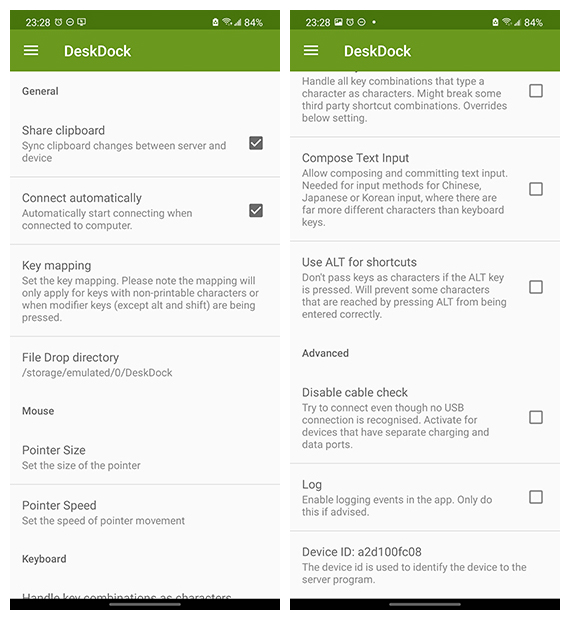 23:28
84%
DeskDock
General
Share clipboard
Sync clipboard changes between server and
device
Connect automatically
Automatically start connecting when
connected to computer.
Key mapping
Set the key mapping. Please note the mapping will
only apply for keys with non-printable characters or
when modifier keys (except alt and shift) are being
pressed.
File Drop directory
/storage/emulated/0/DeskDock
Mouse
Pointer Size
Set the size of the pointer
Pointer Speed
Set the speed of pointer movement
Keyboard
Handle key combinations as characters
23:28
84%
DeskDock
Handle all key combinations that type a
character as characters. Might break some
third party shortcut combinations. Overrides
below setting.
Compose Text Input
Allow composing and committing text input.
Needed for input methods for Chinese,
Japanese or Korean input, where there are
far more different characters than keyboard
keys.
Use ALT for shortcuts
Don't pass keys as characters if the ALT key
is pressed. Will prevent some characters
that are reached by pressing ALT from being
entered correctly.
Advanced
Disable cable check
Try to connect even though no USB
connection is recognised. Activate for
devices that have separate charging and
data ports.
Log
Enable logging events in the app. Only do
this if advised.
Device ID: a2d100fc08
The device id is used to identify the device to the
server program.